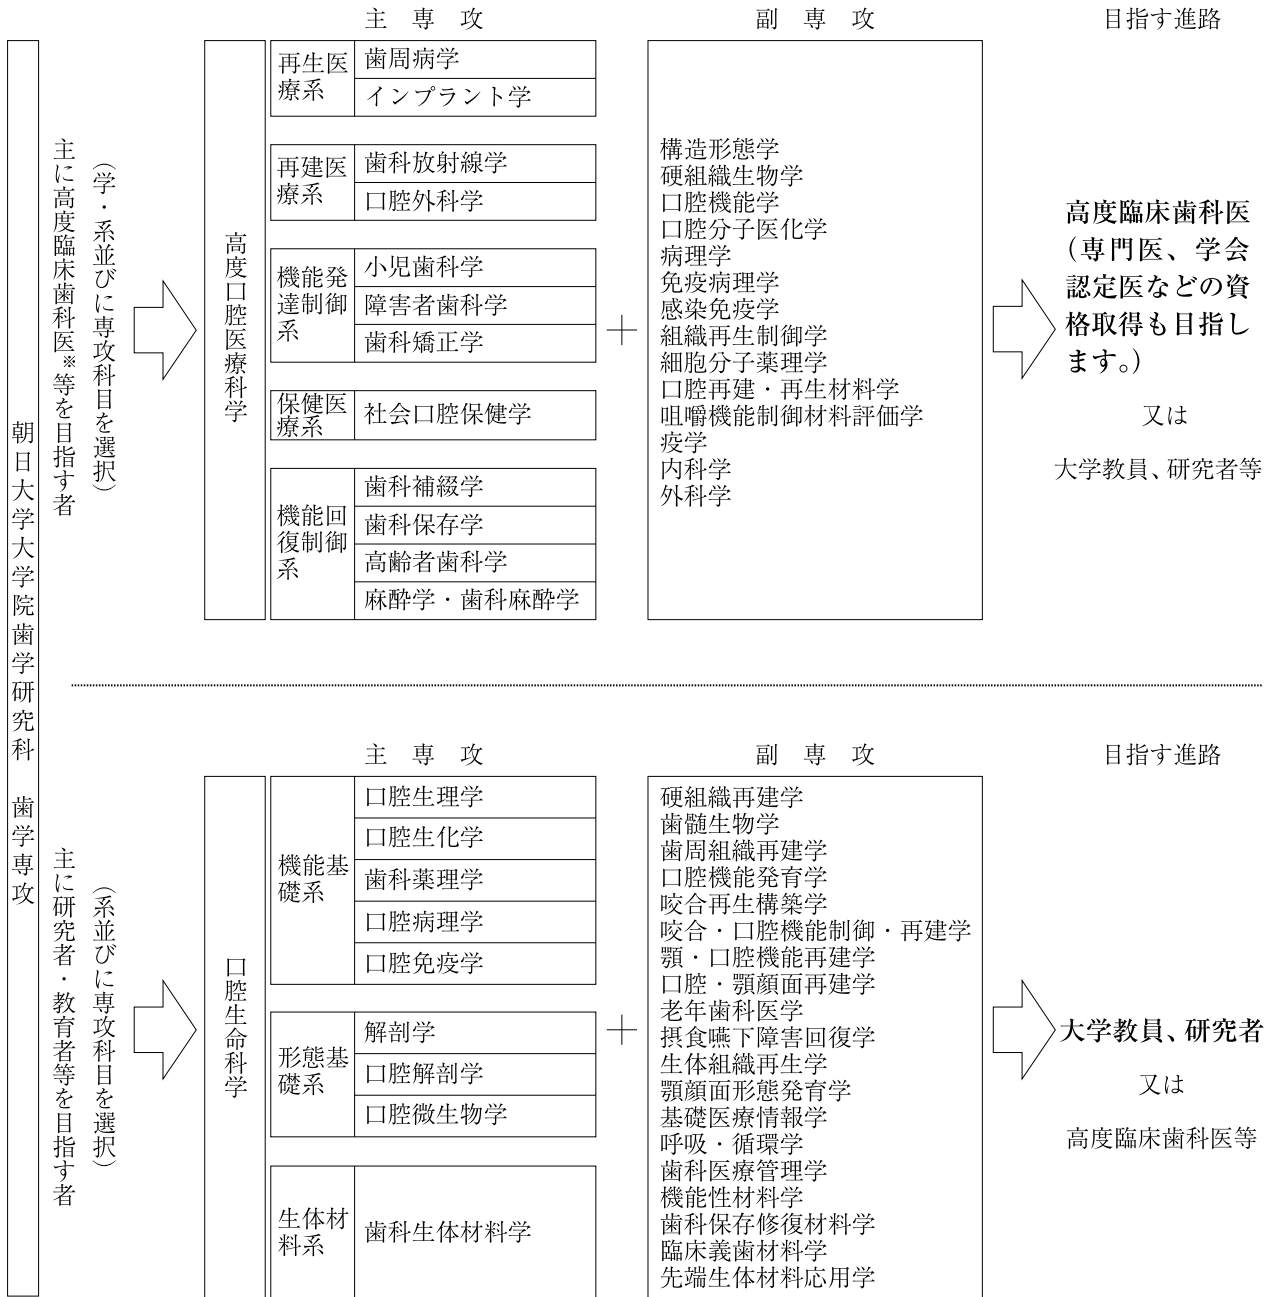 朝日大学大学院歯学研究科　歯学専攻
主に高度臨床歯科医※等を目指す者
（学・系並びに専攻科目を選択）
主　専　攻
副　専　攻
目指す進路
高度口腔医療科学
再生医
療系
歯周病学
インプラント学
再建医
療系
歯科放射線学
口腔外科学
機能発
達制御
系
小児歯科学
障害者歯科学
歯科矯正学
保健医
療系
社会口腔保健学
機能回
復制御
系
歯科補綴学
歯科保存学
高齢者歯科学
麻酔学・歯科麻酔学
＋
構造形態学
硬組織生物学
口腔機能学
口腔分子医化学
病理学
免疫病理学
感染免疫学
組織再生制御学
細胞分子薬理学
口腔再建・再生材料学
咀嚼機能制御材料評価学
疫学
内科学
外科学
高度臨床歯科医
（専門医、学会
認定医などの資
格取得も目指し
ます。）
又は
大学教員、研究者等
主に研究者・教育者等を目指す者
（系並びに専攻科目を選択）
主　専　攻
副　専　攻
目指す進路
口腔生命科学
機能基
礎系
口腔生理学
口腔生化学
歯科薬理学
口腔病理学
口腔免疫学
形態基
礎系
解剖学
口腔解剖学
口腔微生物学
生体材
料系
歯科生体材料学
＋
硬組織再建学
歯髄生物学
歯周組織再建学
口腔機能発育学
咬合再生構築学
咬合・口腔機能制御・再建学
顎・口腔機能再建学
口腔・顎顔面再建学
老年歯科医学
摂食嚥下障害回復学
生体組織再生学
顎顔面形態発育学
基礎医療情報学
呼吸・循環学
歯科医療管理学
機能性材料学
歯科保存修復材料学
臨床義歯材料学
先端生体材料応用学
大学教員、研究者
又は
高度臨床歯科医等